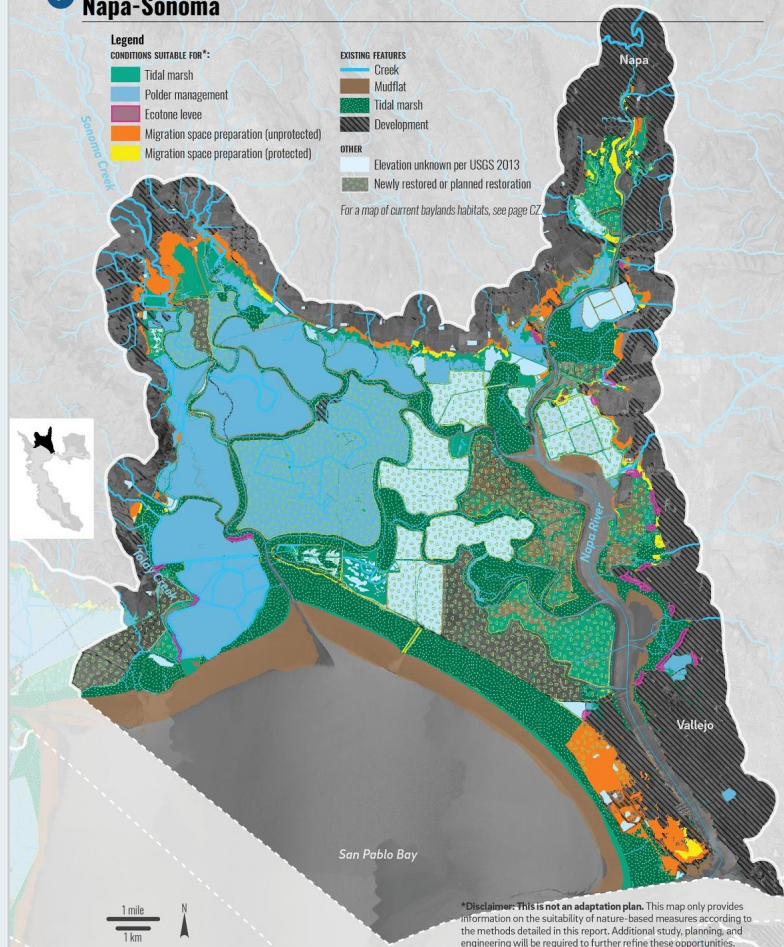 Napa-Sonoma
Legend
CONDITIONS SUITABLE FOR*:
Tidal marsh
Polder management
Ecotone levee
Migration space preparation (unprotected)
Migration space preparation (protected)
EXISTING FEATURES
Creek
Mudflat
Tidal marsh
Development
OTHER
Elevation unknown per USGS 2013
Newly restored or planned restoration
For a map of current baylands habitats, see page CZ.
Napa
Sonoma Creek
Tolay Creek
Napa River
Vallejo
San Pablo Bay
1 mile
1 km
N
*Disclaimer: This is not an adaptation plan. This map only provides
information on the suitability of nature-based measures according to
the methods detailed in this report. Additional study, planning, and
engineering will be required to further refine these opportunities.